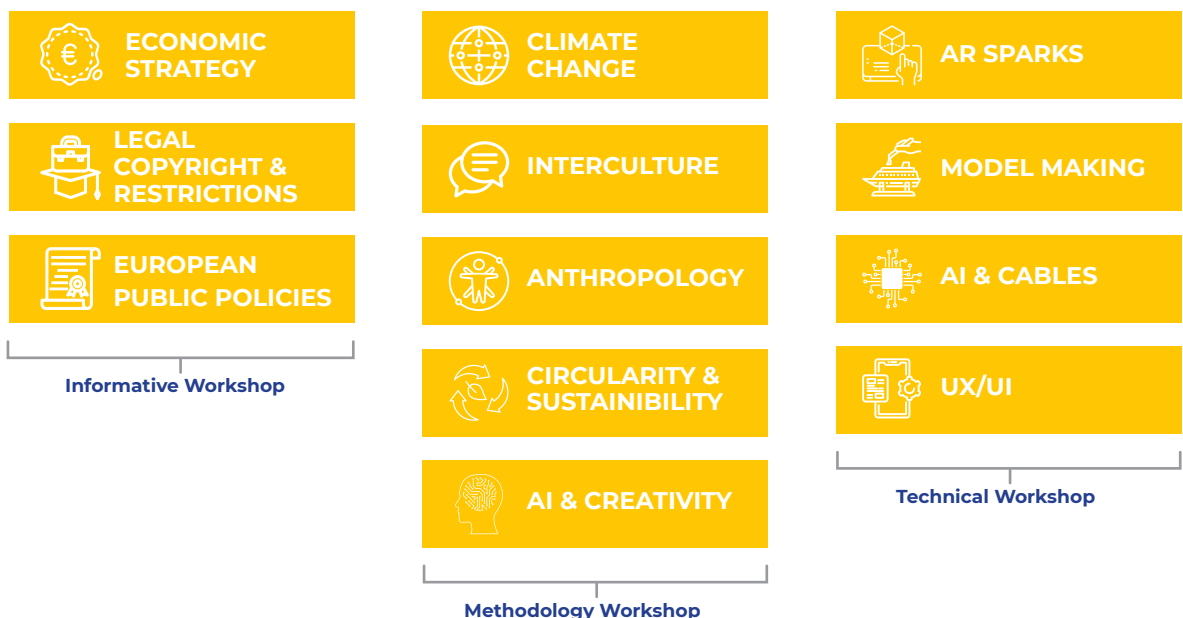 ECONOMIC
STRATEGY
LEGAL
COPYRIGHT &
RESTRICTIONS
EUROPEAN
PUBLIC POLICIES
Informative Workshop
CLIMATE
CHANGE
INTERCULTURE
ANTHROPOLOGY
CIRCULARITY &
SUSTAINIBILITY
AI & CREATIVITY
Methodology Workshop
AR SPARKS
MODEL MAKING
AI & CABLES
UX/UI
Technical Workshop